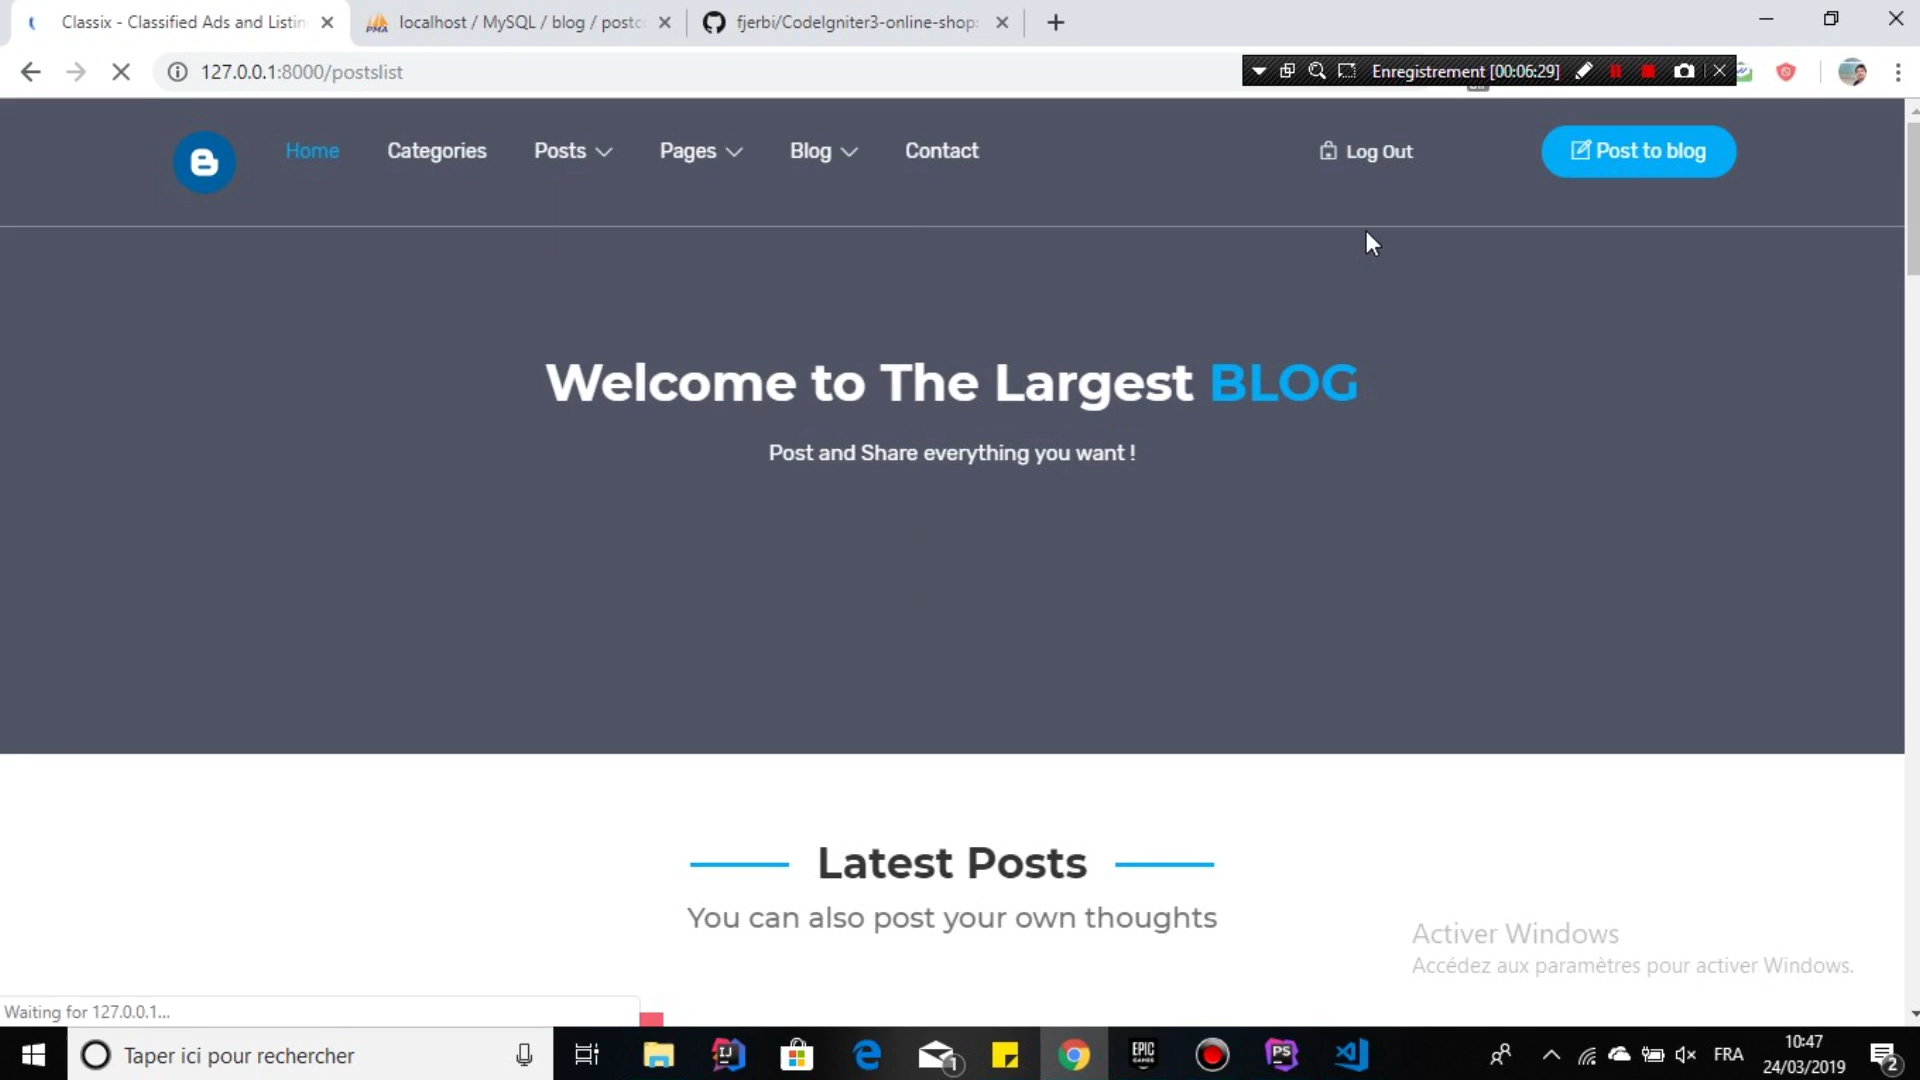 Classix - Classified Ads and Listin
localhost / MySQL / blog / postc
fjerbi/CodeIgniter3-online-shop
127.0.0.1:8000/postslist
Enregistrement [00:06:29]
Home
Categories
Posts
Pages
Blog
Contact
Log Out
Post to blog
Welcome to The Largest BLOG
Post and Share everything you want !
Latest Posts
You can also post your own thoughts
Activer Windows
Accédez aux paramètres pour activer Windows.
Waiting for 127.0.0.1...
Taper ici pour rechercher
1
EPIC
GAMES
FRA
10:47
24/03/2019
2